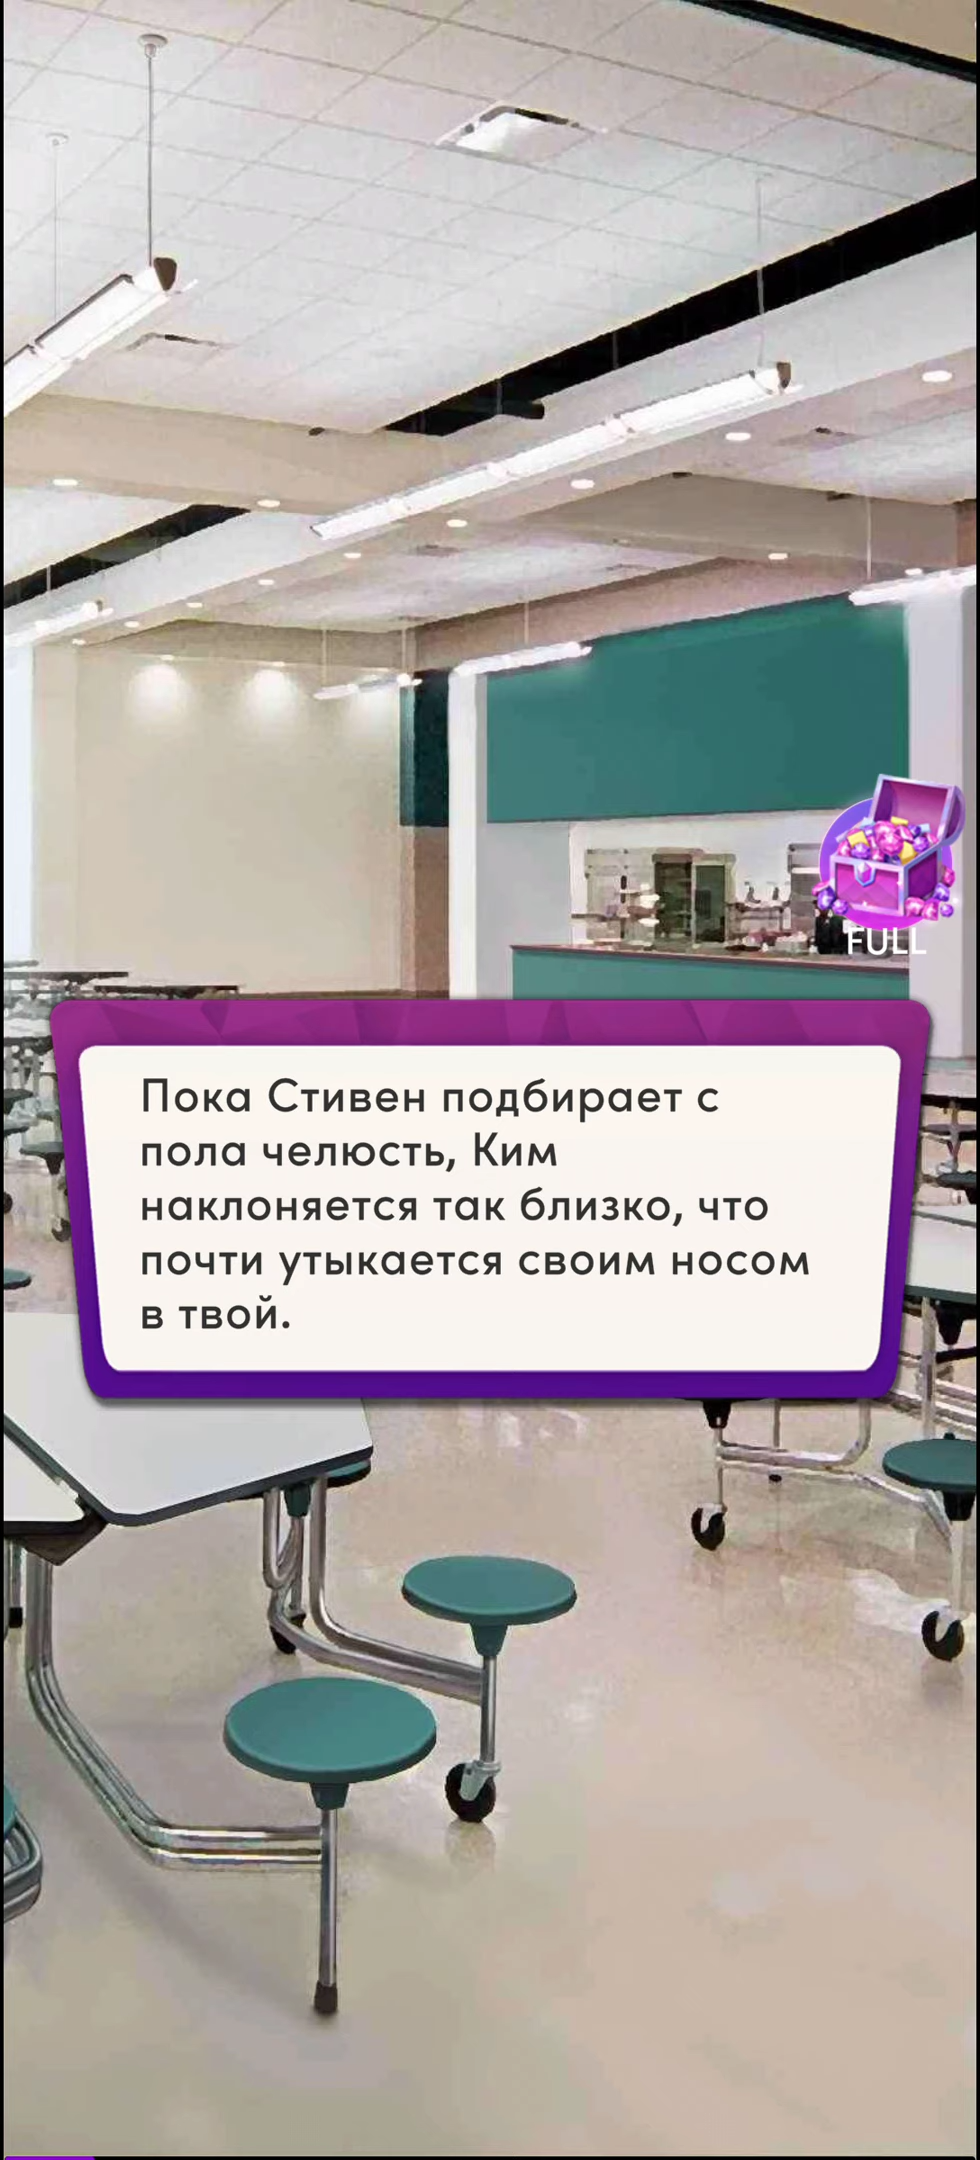 FULL
Пока Стивен подбирает с
пола челюсть, Ким
наклоняется так близко, что
почти утыкается своим носом
в твой.